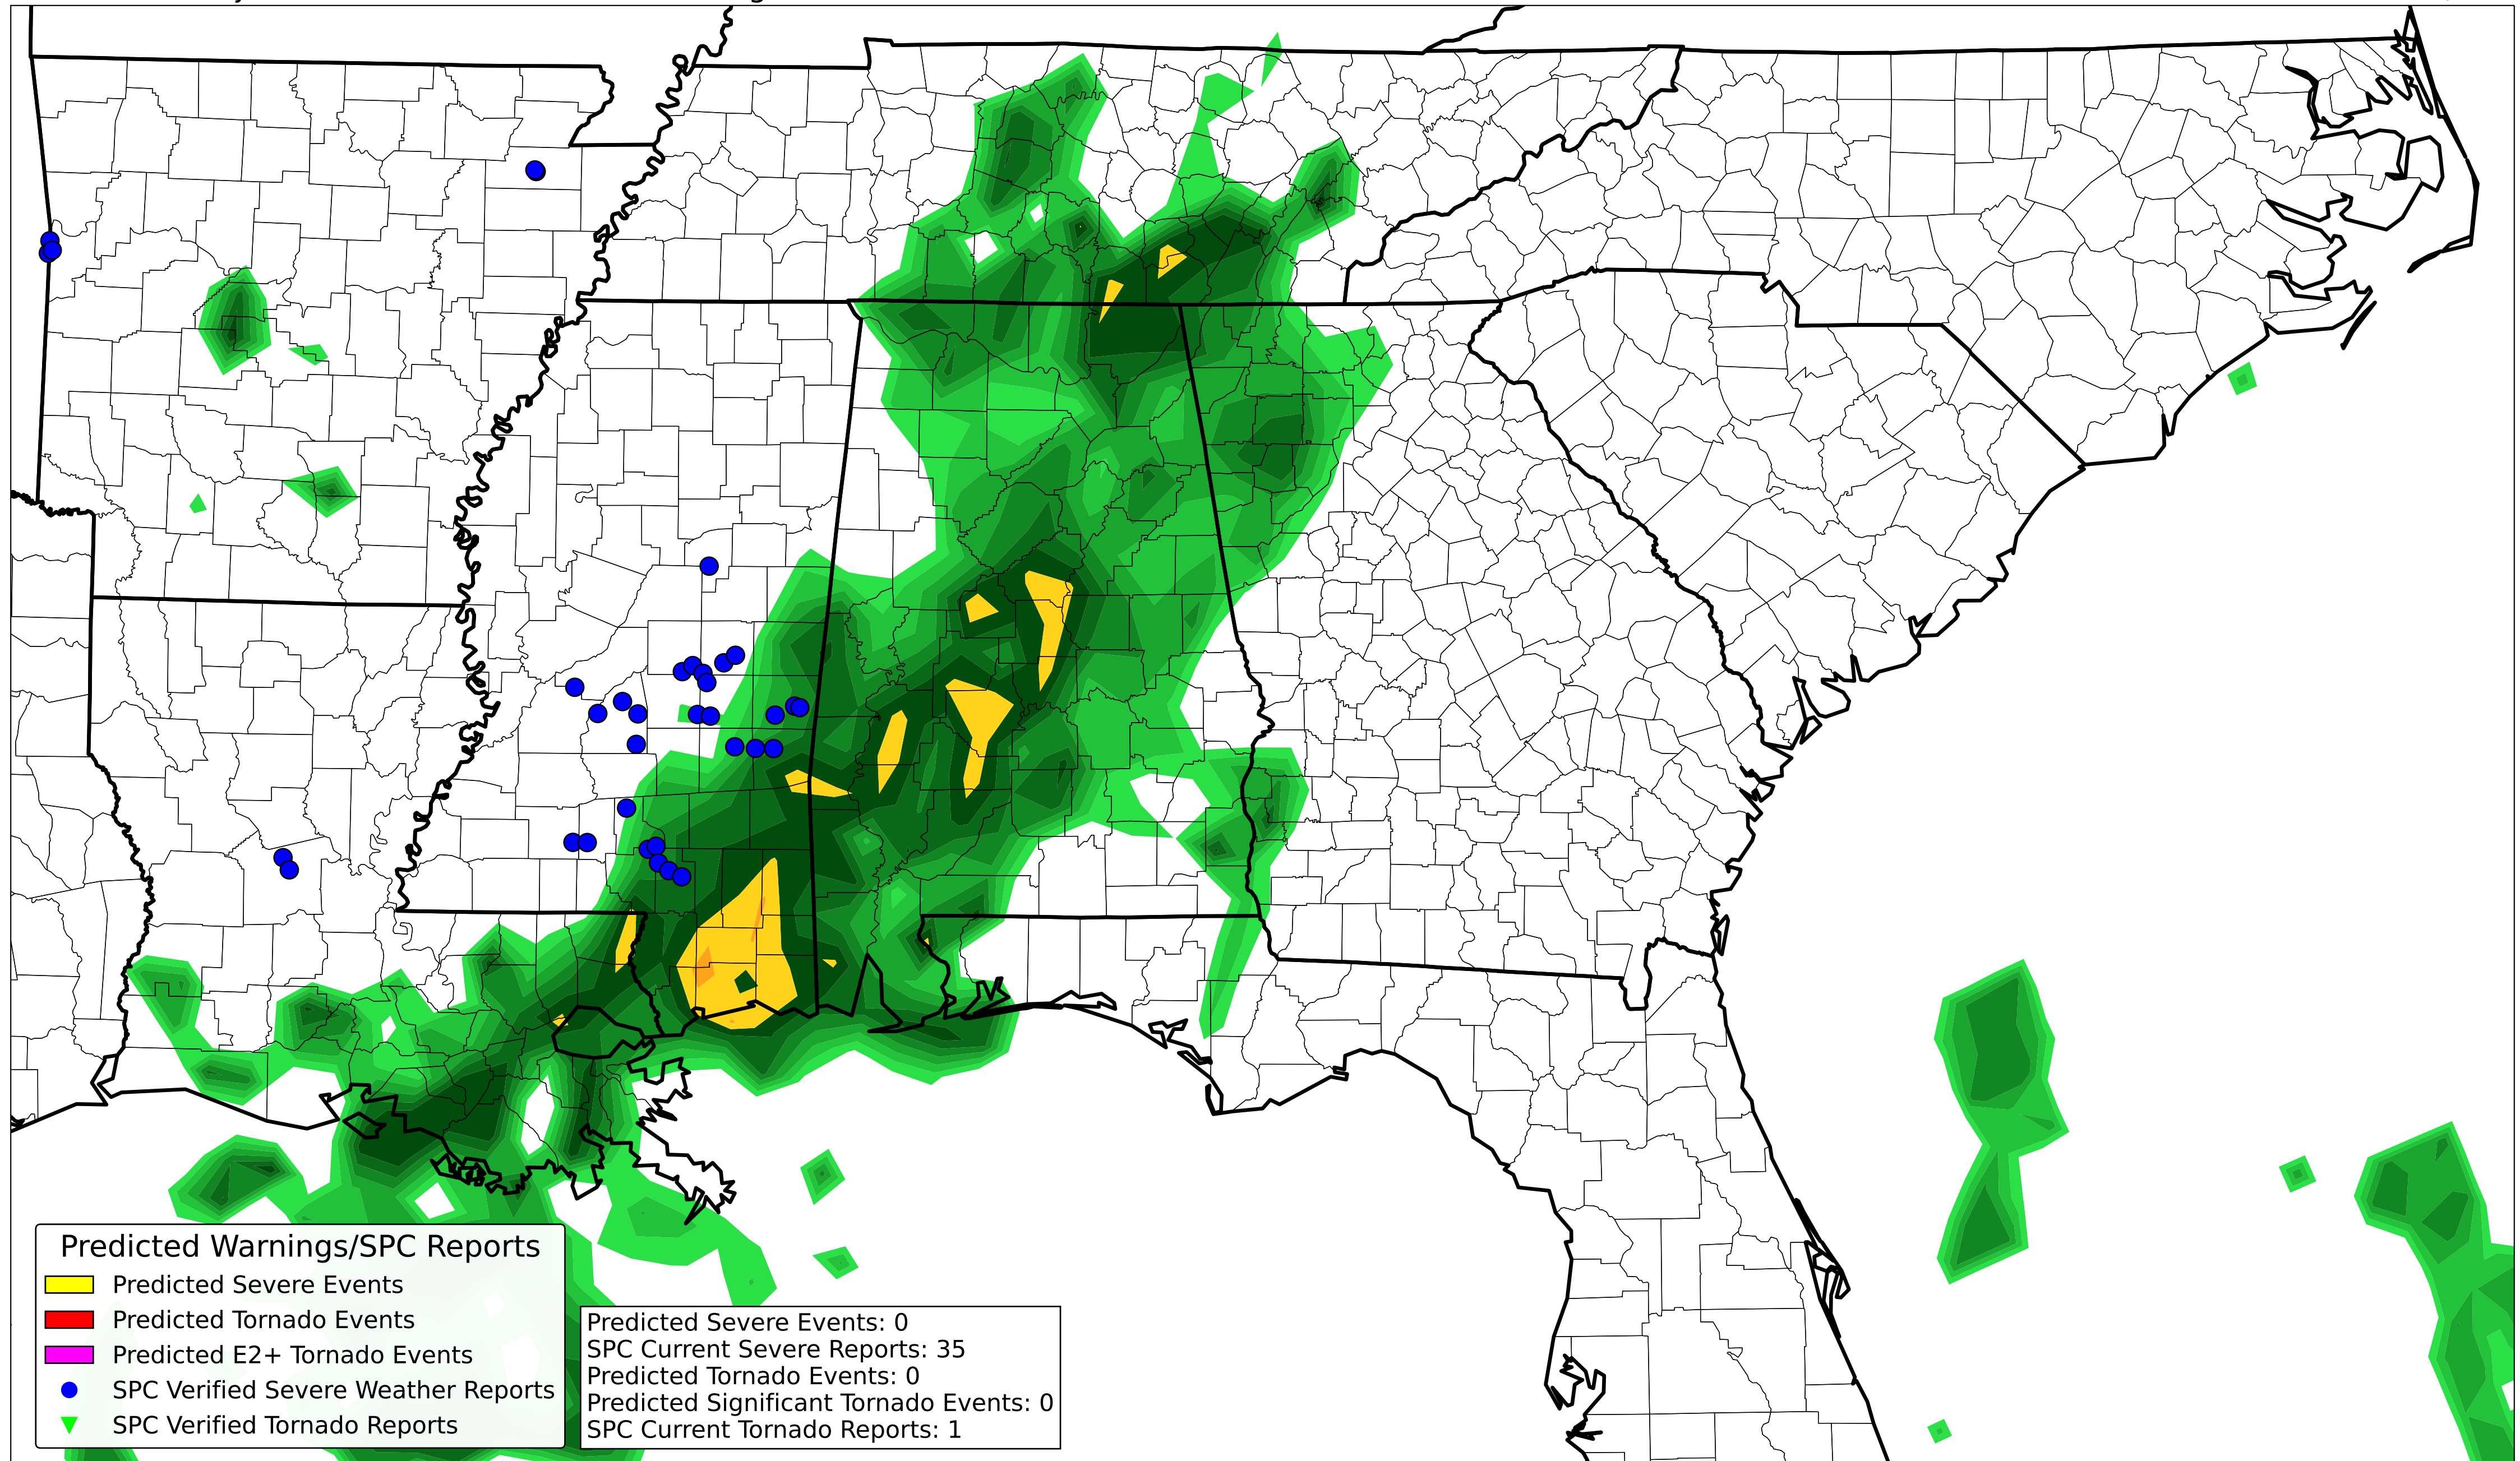 Predicted Warnings/SPC Reports
Predicted Severe Events
Predicted Tornado Events
Predicted E2+ Tornado Events
SPC Verified Severe Weather Reports
SPC Verified Tornado Reports
Predicted Severe Events: 0
SPC Current Severe Reports: 35
Predicted Tornado Events: 0
Predicted Significant Tornado Events: 0
SPC Current Tornado Reports: 1